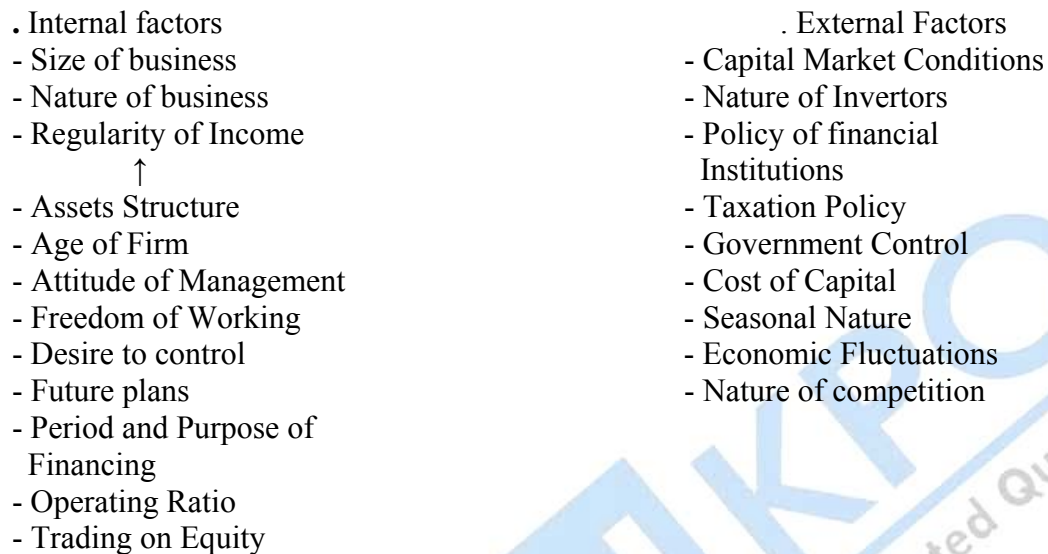 . Internal factors
- Size of business
- Nature of business
- Regularity of Income
↑
- Assets Structure
- Age of Firm
- Attitude of Management
- Freedom of Working
- Desire to control
- Future plans
- Period and Purpose of
Financing
- Operating Ratio
- Trading on Equity
. External Factors
- Capital Market Conditions
- Nature of Invertors
- Policy of financial
Institutions
- Taxation Policy
- Government Control
- Cost of Capital
- Seasonal Nature
- Economic Fluctuations
- Nature of competition